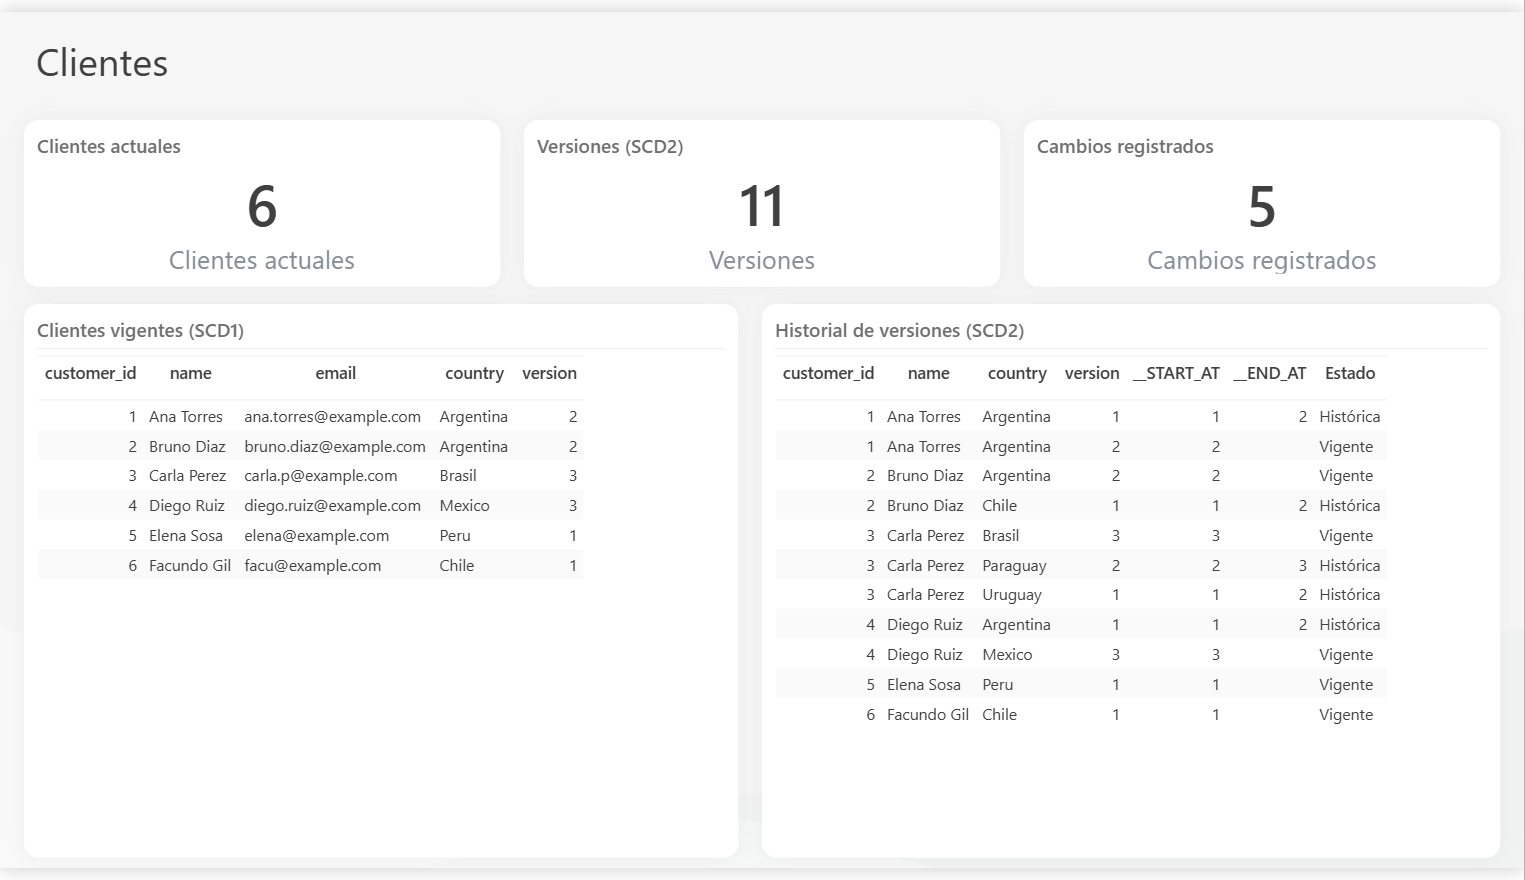 Clientes
Clientes actuales
6
Clientes actuales
Versiones (SCD2)
11
Versiones
Cambios registrados
5
Cambios registrados
Clientes vigentes (SCD1)
customer_id name email country version
1 Ana Torres ana.torres@example.com Argentina 2
2 Bruno Diaz bruno.diaz@example.com Argentina 2
3 Carla Perez carla.p@example.com Brasil 3
4 Diego Ruiz diego.ruiz@example.com Mexico 3
5 Elena Sosa elena@example.com Peru 1
6 Facundo Gil facu@example.com Chile 1
Historial de versiones (SCD2)
customer_id name country version __START_AT __END_AT Estado
1 Ana Torres Argentina 1 1 2 Histórica
1 Ana Torres Argentina 2 2 Vigente
2 Bruno Diaz Argentina 2 2 Vigente
2 Bruno Diaz Chile 1 1 2 Histórica
3 Carla Perez Brasil 3 3 Vigente
3 Carla Perez Paraguay 2 2 3 Histórica
3 Carla Perez Uruguay 1 1 2 Histórica
4 Diego Ruiz Argentina 1 1 2 Histórica
4 Diego Ruiz Mexico 3 3 Vigente
5 Elena Sosa Peru 1 1 Vigente
6 Facundo Gil Chile 1 1 Vigente